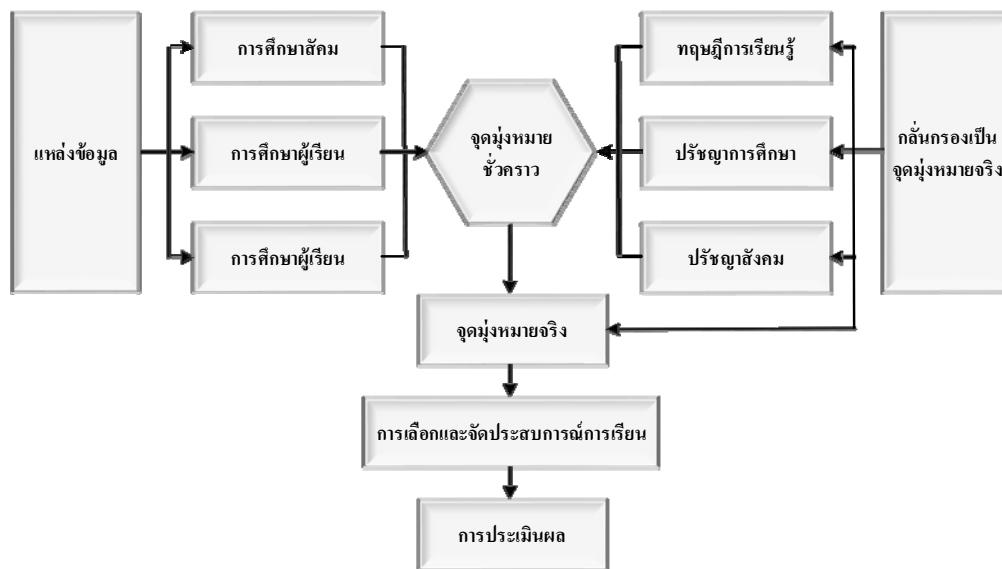 แหล่งข้อมูล
การศึกษาสัคม
การศึกษาผู้เรียน
การศึกษาผู้เรียน
จุดมุ่งหมาย
ชั่วคราว
ทฤษฎีการเรียนรู้
ปรัชญาการศึกษา
ปรัชญาสังคม
กลั่นกรองเป็น
จุดมุ่งหมายจริง
จุดมุ่งหมายจริง
การเลือกและจัดประสบการณ์การเรียน
การประเมินผล